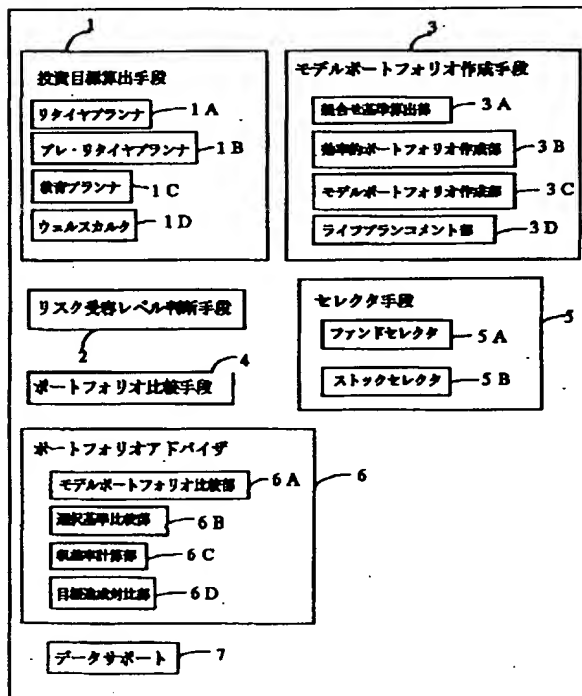 1
投資目標算出手段
リタイヤプランナ 1A
プレ・リタイヤプランナ 1B
教育プランナ 1C
ウェルスカルク 1D
3
モデルポートフォリオ作成手段
組合せ基準算出部 3A
効率的ポートフォリオ作成部 3B
モデルポートフォリオ作成部 3C
ライフプランコメント部 3D
リスク受容レベル判断手段
2
4
ポートフォリオ比較手段
セレクタ手段
5
ファンドセレクタ 5A
ストックセレクタ 5B
ポートフォリオアドバイザ
6
モデルポートフォリオ比較部 6A
選択基準比較部 6B
収益率計算部 6C
目標達成対比部 6D
データサポート 7